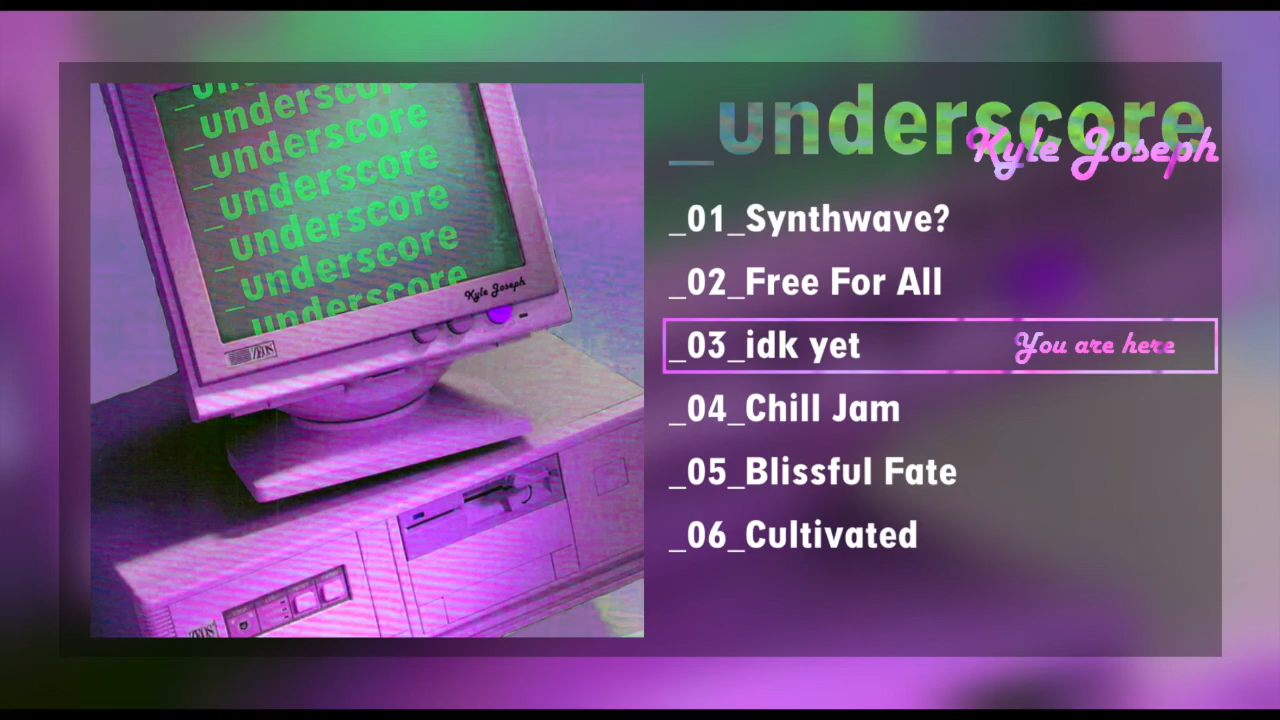 _underscore
_underscore
_underscore
_underscore
_underscore
_underscore
_underscore
Kyle Joseph
_underscore
Kyle Joseph
_01_Synthwave?
_02_Free For All
_03_idk yet
You are here
_04_Chill Jam
_05_Blissful Fate
_06_Cultivated